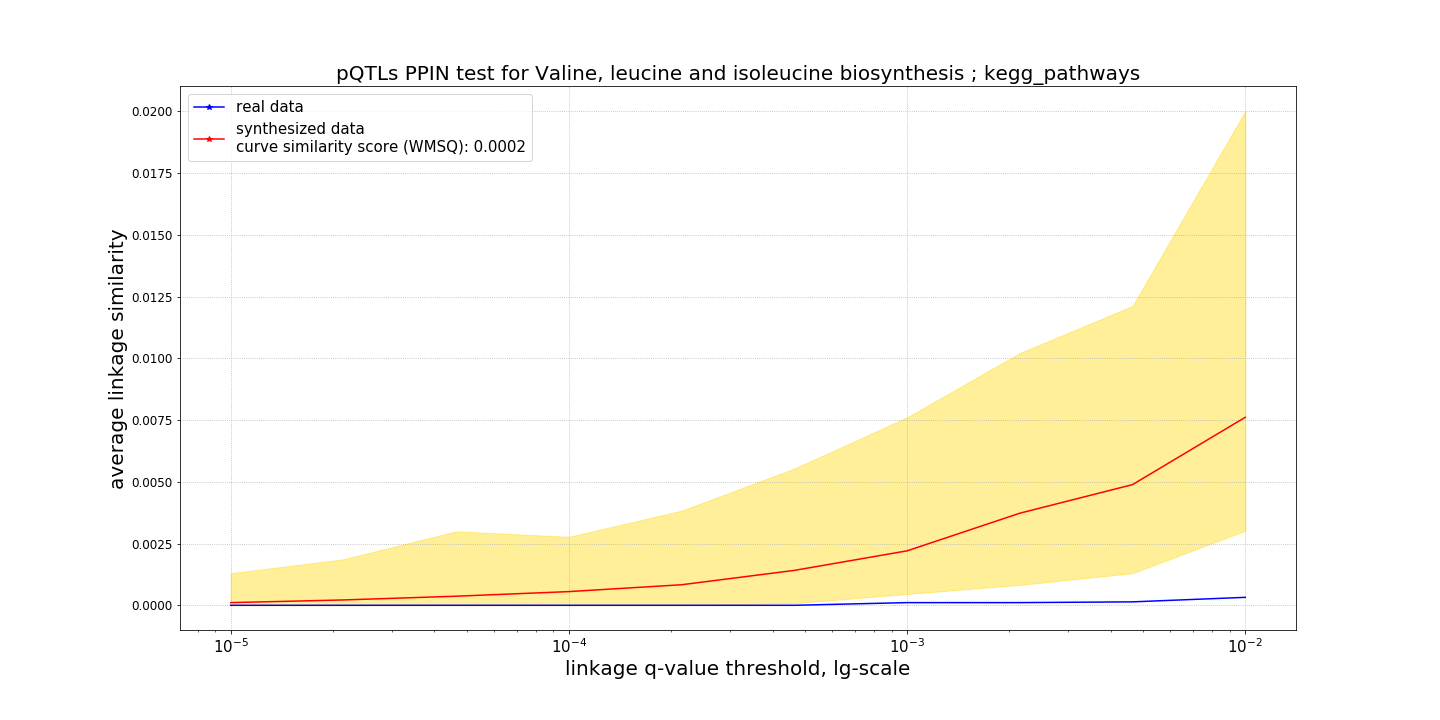 pQTLs PPIN test for Valine, leucine and isoleucine biosynthesis ; kegg_pathways
real data
synthesized data
curve similarity score (WMSQ): 0.0002
average linkage similarity
0.0200
0.0175
0.0150
0.0125
0.0100
0.0075
0.0050
0.0025
0.0000
10⁻⁵ 10⁻⁴ 10⁻³ 10⁻²
linkage q-value threshold, lg-scale